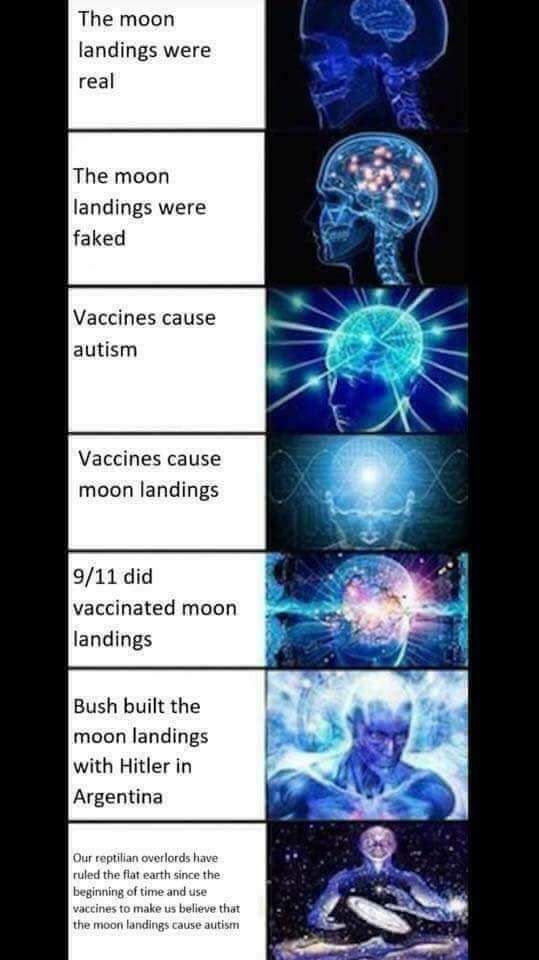 The moon
landings were
real
The moon
landings were
faked
Vaccines cause
autism
Vaccines cause
moon landings
9/11 did
vaccinated moon
landings
Bush built the
moon landings
with Hitler in
Argentina
Our reptilian overlords have
ruled the flat earth since the
beginning of time and use
vaccines to make us believe that
the moon landings cause autism